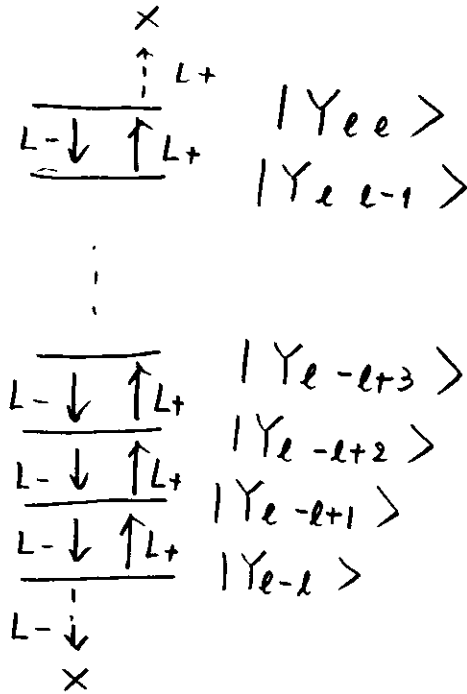 ×
L+
| Yℓℓ >
L- L+
| Yℓ ℓ-1 >
| Yℓ -ℓ+3 >
L- L+
| Yℓ -ℓ+2 >
L- L+
| Yℓ -ℓ+1 >
L- L+
| Yℓ-ℓ >
L-
×